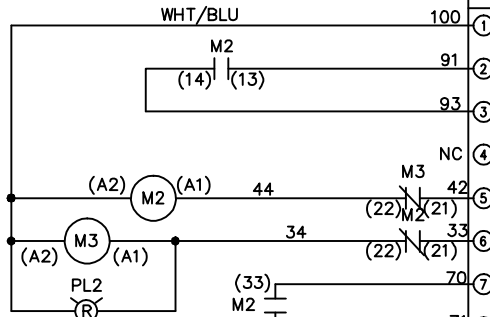 WHT/BLU 100 1
M2 91 2
(14) (13)
93 3
NC 4
M3
(A2) M2 (A1) 44 42 5
(22) (21)
M2
M3 34 33 6
(A2) (A1) (22) (21)
PL2 (33) 70 7
R M2